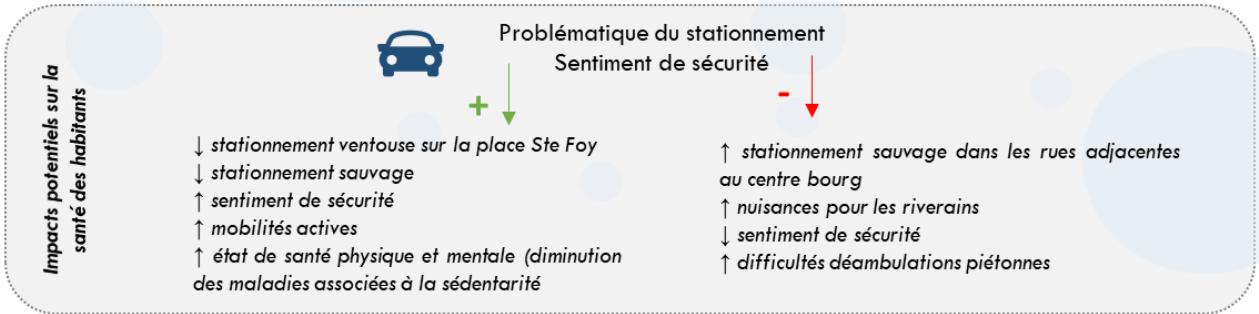 Impacts potentiels sur la
santé des habitants
Problématique du stationnement
Sentiment de sécurité
+
-
↓ stationnement ventouse sur la place Ste Foy
↓ stationnement sauvage
↑ sentiment de sécurité
↑ mobilités actives
↑ état de santé physique et mentale (diminution
des maladies associées à la sédentarité
↑ stationnement sauvage dans les rues adjacentes
au centre bourg
↑ nuisances pour les riverains
↓ sentiment de sécurité
↑ difficultés déambulations piétonnes